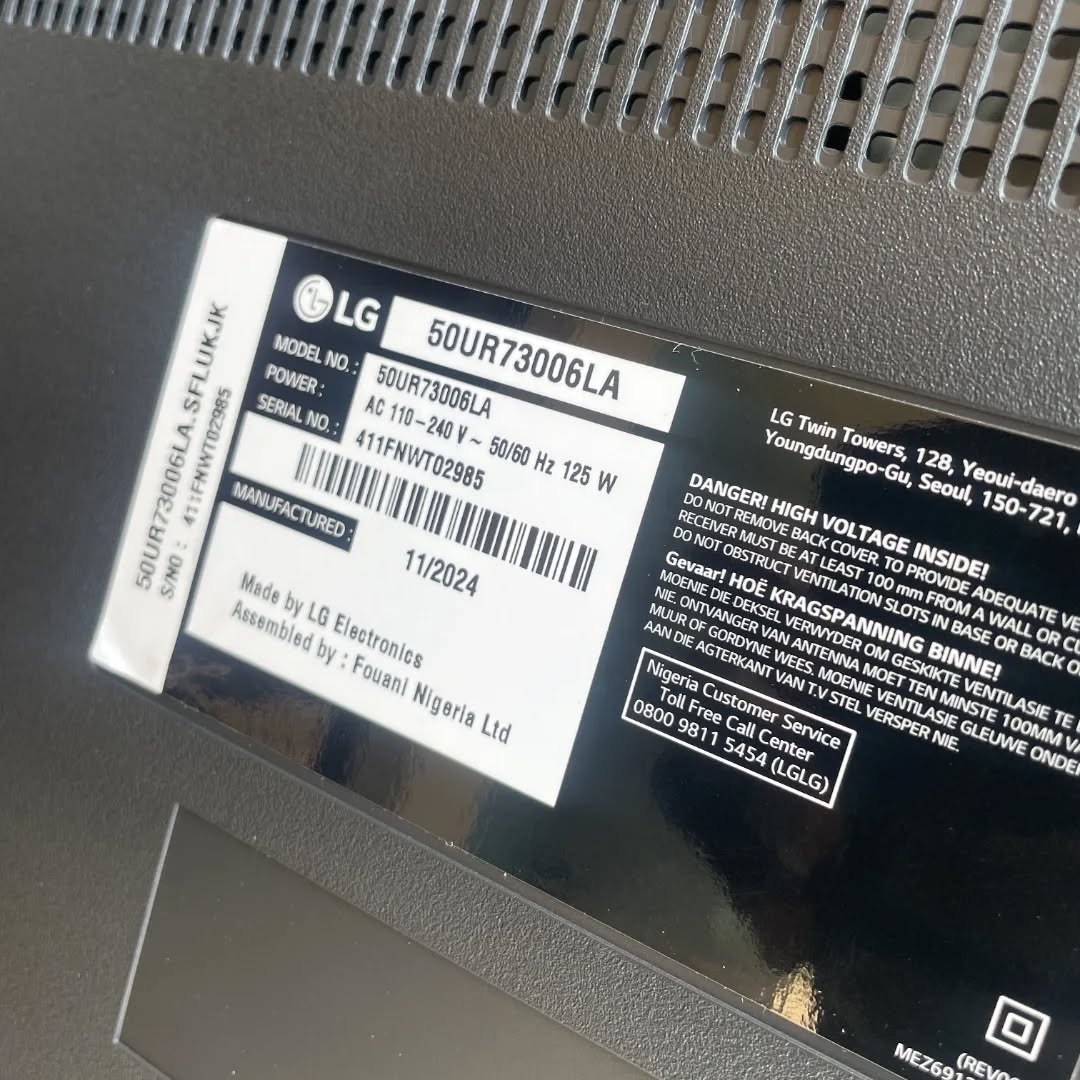 50UR73006LA.SFLUKJK
S/NO : 411FNWT02985
LG
50UR73006LA
MODEL NO. : 50UR73006LA
POWER : AC 110-240 V ~ 50/60 Hz 125 W
SERIAL NO. : 411FNWT02985
MANUFACTURED :
11/2024
Made by LG Electronics
Assembled by : Fouani Nigeria Ltd
LG Twin Towers, 128, Yeoui-daero
Youngdungpo-Gu, Seoul, 150-721,
DANGER! HIGH VOLTAGE INSIDE!
DO NOT REMOVE BACK COVER. TO PROVIDE ADEQUATE
RECEIVER MUST BE AT LEAST 100 mm FROM A WALL OR
DO NOT OBSTRUCT VENTILATION SLOTS IN BASE OR BACK
Gevaar! HOË KRAGSPANNING BINNE!
MOENIE DIE DEKSEL VERWYDER OM GESKIKTE VENTILASIE TE
NIE. ONTVANGER VAN ANTENNA MOET TEN MINSTE 100MM
MUUR OF GORDYNE WEES. MOENIE VENTILASIE GLEUWE
AAN DIE AGTERKANT VAN T.V STEL VERSPER NIE.
Nigeria Customer Service
Toll Free Call Center
0800 9811 5454 (LGLG)